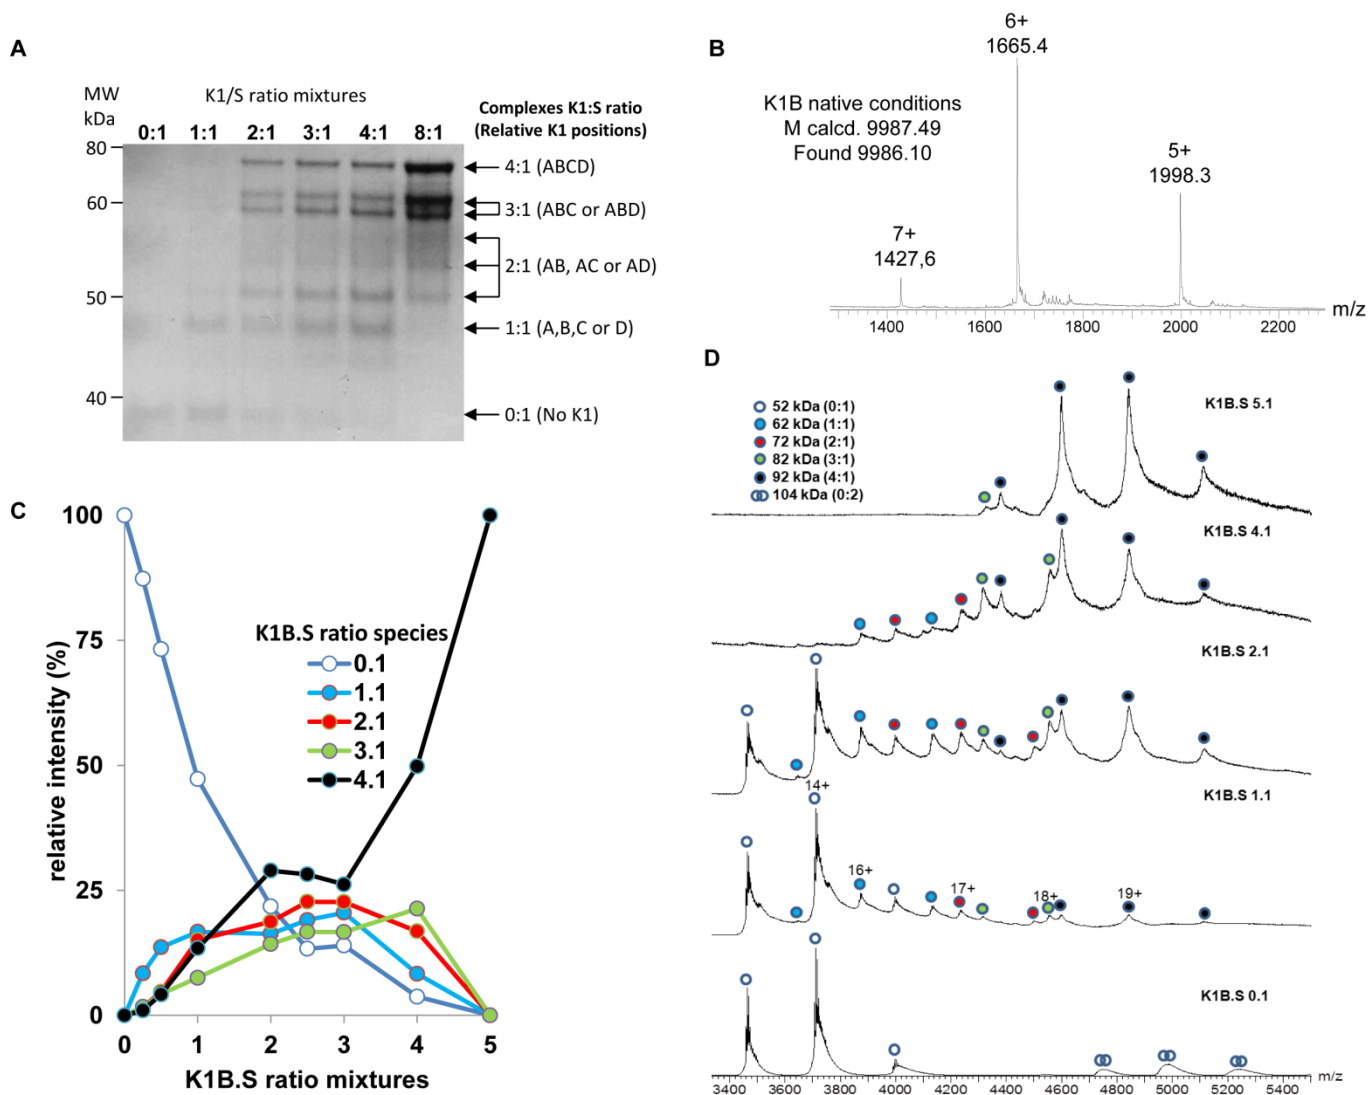 A
MW
kDa
K1/S ratio mixtures
Complexes K1:S ratio
(Relative K1 positions)
0:1 1:1 2:1 3:1 4:1 8:1
80
60
50
40
4:1 (ABCD)
3:1 (ABC or ABD)
2:1 (AB, AC or AD)
1:1 (A,B,C or D)
0:1 (No K1)
B
K1B native conditions
M calcd. 9987.49
Found 9986.10
6+
1665.4
5+
1998.3
7+
1427,6
1400 1600 1800 2000 2200
m/z
C
100
75
50
25
0
relative intensity (%)
K1B.S ratio species
0.1
1.1
2.1
3.1
4.1
0 1 2 3 4 5
K1B.S ratio mixtures
D
52 kDa (0:1)
62 kDa (1:1)
72 kDa (2:1)
82 kDa (3:1)
92 kDa (4:1)
104 kDa (0:2)
K1B.S 5.1
K1B.S 4.1
K1B.S 2.1
K1B.S 1.1
14+
16+
17+
18+
19+
K1B.S 0.1
3400 3600 3800 4000 4200 4400 4600 4800 5000 5200 5400
m/z